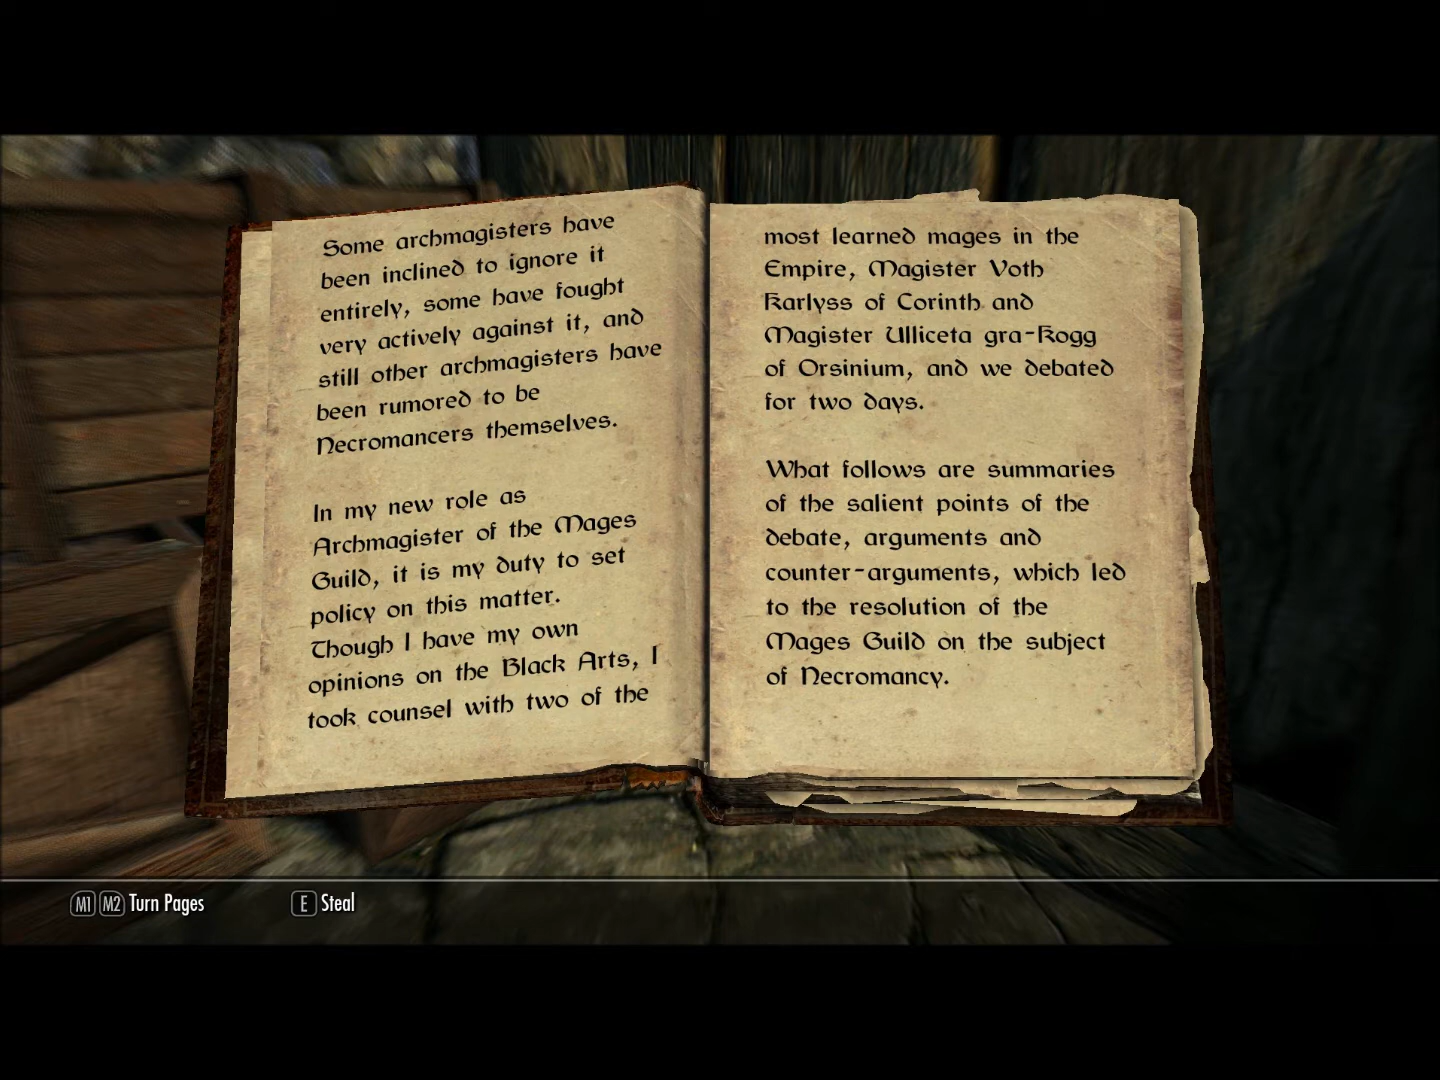 Some archmagisters have
been inclined to ignore it
entirely, some have fought
very actively against it, and
still other archmagisters have
been rumored to be
Necromancers themselves.
In my new role as
Archmagister of the Mages
Guild, it is my duty to set
policy on this matter.
Though I have my own
opinions on the Black Arts, I
took counsel with two of the
most learned mages in the
Empire, Magister Voth
Karlyss of Corinth and
Magister Ulliceta gra-Kogg
of Orsinium, and we debated
for two days.
What follows are summaries
of the salient points of the
debate, arguments and
counter-arguments, which led
to the resolution of the
Mages Guild on the subject
of Necromancy.
M1 M2 Turn Pages
E Steal